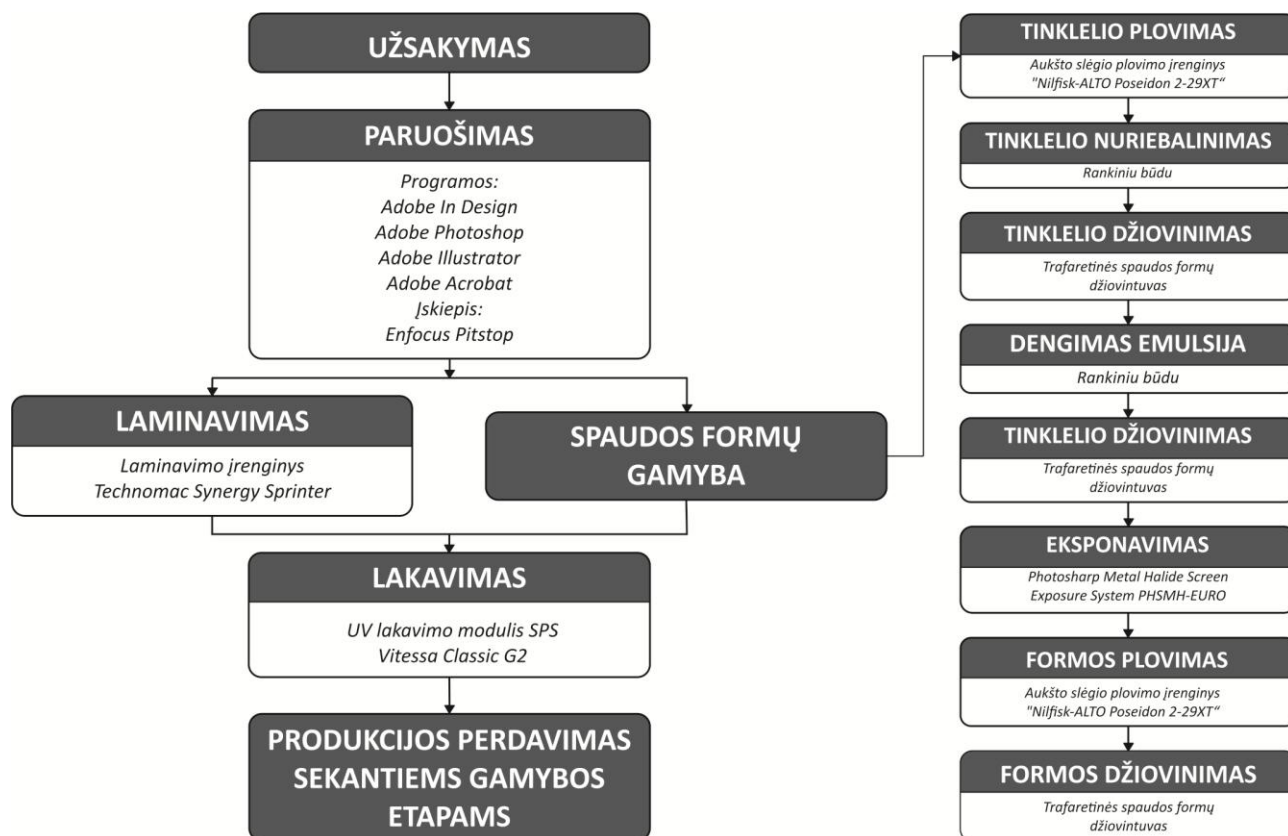 UŽSAKYMAS
PARUOŠIMAS
Programos:
Adobe In Design
Adobe Photoshop
Adobe Illustrator
Adobe Acrobat
Įskiepis:
Enfocus Pitstop
LAMINAVIMAS
Laminavimo įrenginys
Technomac Synergy Sprinter
SPAUDOS FORMŲ
GAMYBA
LAKAVIMAS
UV lakavimo modulis SPS
Vitessa Classic G2
PRODUKCIJOS PERDAVIMAS
SEKANTIEMS GAMYBOS
ETAPAMS
TINKLELIO PLOVIMAS
Aukšto slėgio plovimo įrenginys
"Nilfisk-ALTO Poseidon 2-29XT“
TINKLELIO NURIEBALINIMAS
Rankiniu būdu
TINKLELIO DŽIOVINIMAS
Trafaretinės spaudos formų
džiovintuvas
DENGIMAS EMULSIJA
Rankiniu būdu
TINKLELIO DŽIOVINIMAS
Trafaretinės spaudos formų
džiovintuvas
EKSPONAVIMAS
Photosharp Metal Halide Screen
Exposure System PHSMH-EURO
FORMOS PLOVIMAS
Aukšto slėgio plovimo įrenginys
"Nilfisk-ALTO Poseidon 2-29XT“
FORMOS DŽIOVINIMAS
Trafaretinės spaudos formų
džiovintuvas